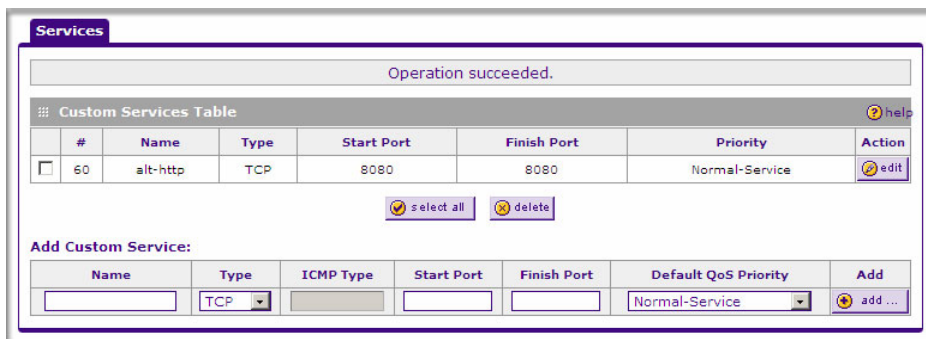 Services
Operation succeeded.
Custom Services Table help
# Name Type Start Port Finish Port Priority Action
60 alt-http TCP 8080 8080 Normal-Service edit
select all delete
Add Custom Service:
Name Type ICMP Type Start Port Finish Port Default QoS Priority Add
TCP Normal-Service add ...